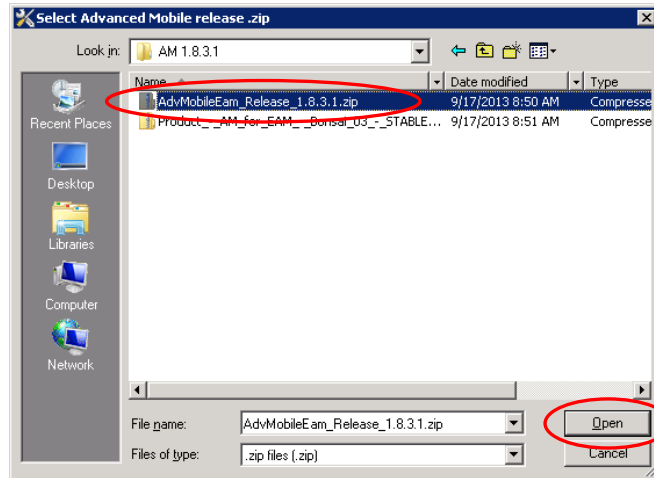 Select Advanced Mobile release .zip
Look in: AM 1.8.3.1
Name Date modified Type
AdvMobileEam_Release_1.8.3.1.zip 9/17/2013 8:50 AM Compresse
Product_-_AM_for_EAM_-_Bonsai_03_-_STABLE... 9/17/2013 8:51 AM Compresse
Recent Places
Desktop
Libraries
Computer
Network
File name: AdvMobileEam_Release_1.8.3.1.zip Open
Files of type: .zip files (.zip) Cancel